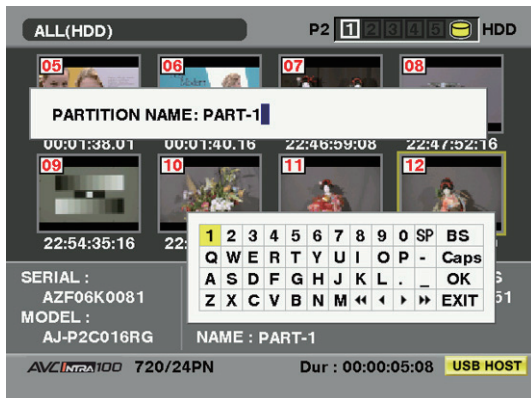 ALL(HDD)
P2 1 2 3 4 5 HDD
05 06 07 08
PARTITION NAME: PART-1
00:01:38.01 00:01:40.16 22:46:59:08 22:47:52:16
09 10 11 12
22:54:35:16 22:
1 2 3 4 5 6 7 8 9 0 SP BS
Q W E R T Y U I O P - Caps
A S D F G H J K L . _ OK
Z X C V B N M EXIT
SERIAL :
AZF06K0081
MODEL :
AJ-P2C016RG
S
51
NAME : PART-1
AVC INTRA 100 720/24PN Dur : 00:00:05:08 USB HOST